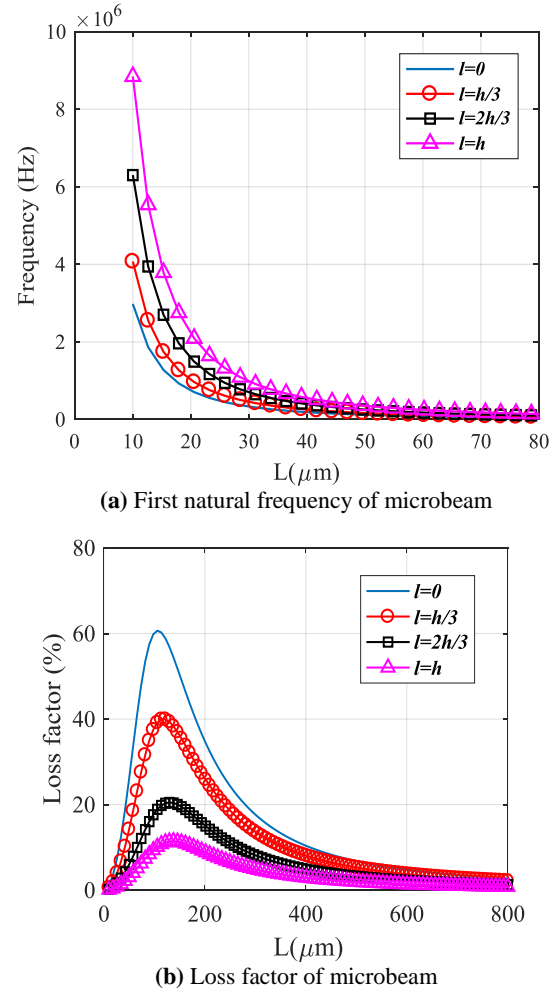 ×10⁶
10
8
6
4
2
0
Frequency (Hz)
l=0
l=h/3
l=2h/3
l=h
0 10 20 30 40 50 60 70 80
L(μm)
(a) First natural frequency of microbeam
80
60
40
20
0
Loss factor (%)
l=0
l=h/3
l=2h/3
l=h
0 200 400 600 800
L(μm)
(b) Loss factor of microbeam